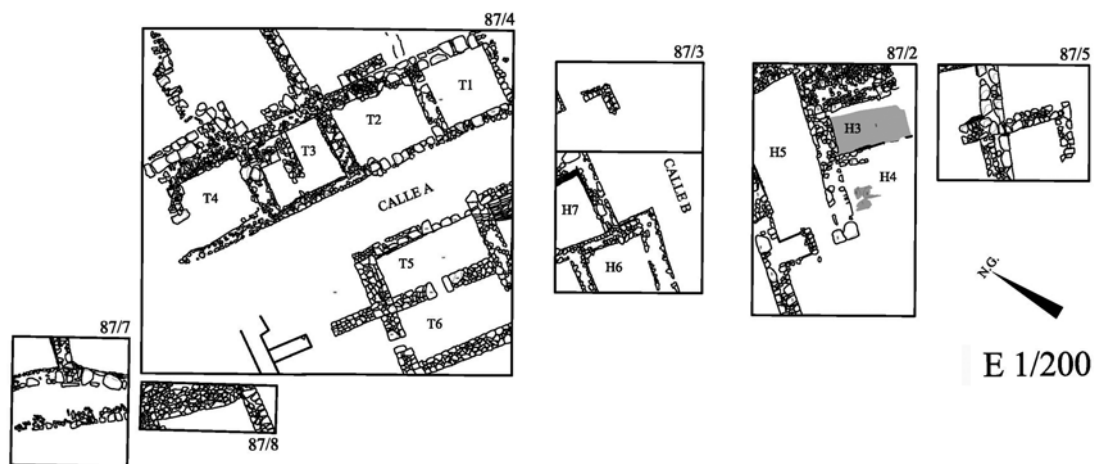 87/4
87/3
87/2
87/5
T1
T2
T3
T4
CALLE A
T5
T6
H7
H6
CALLE B
H3
H5
H4
N.G.
E 1/200
87/7
87/8